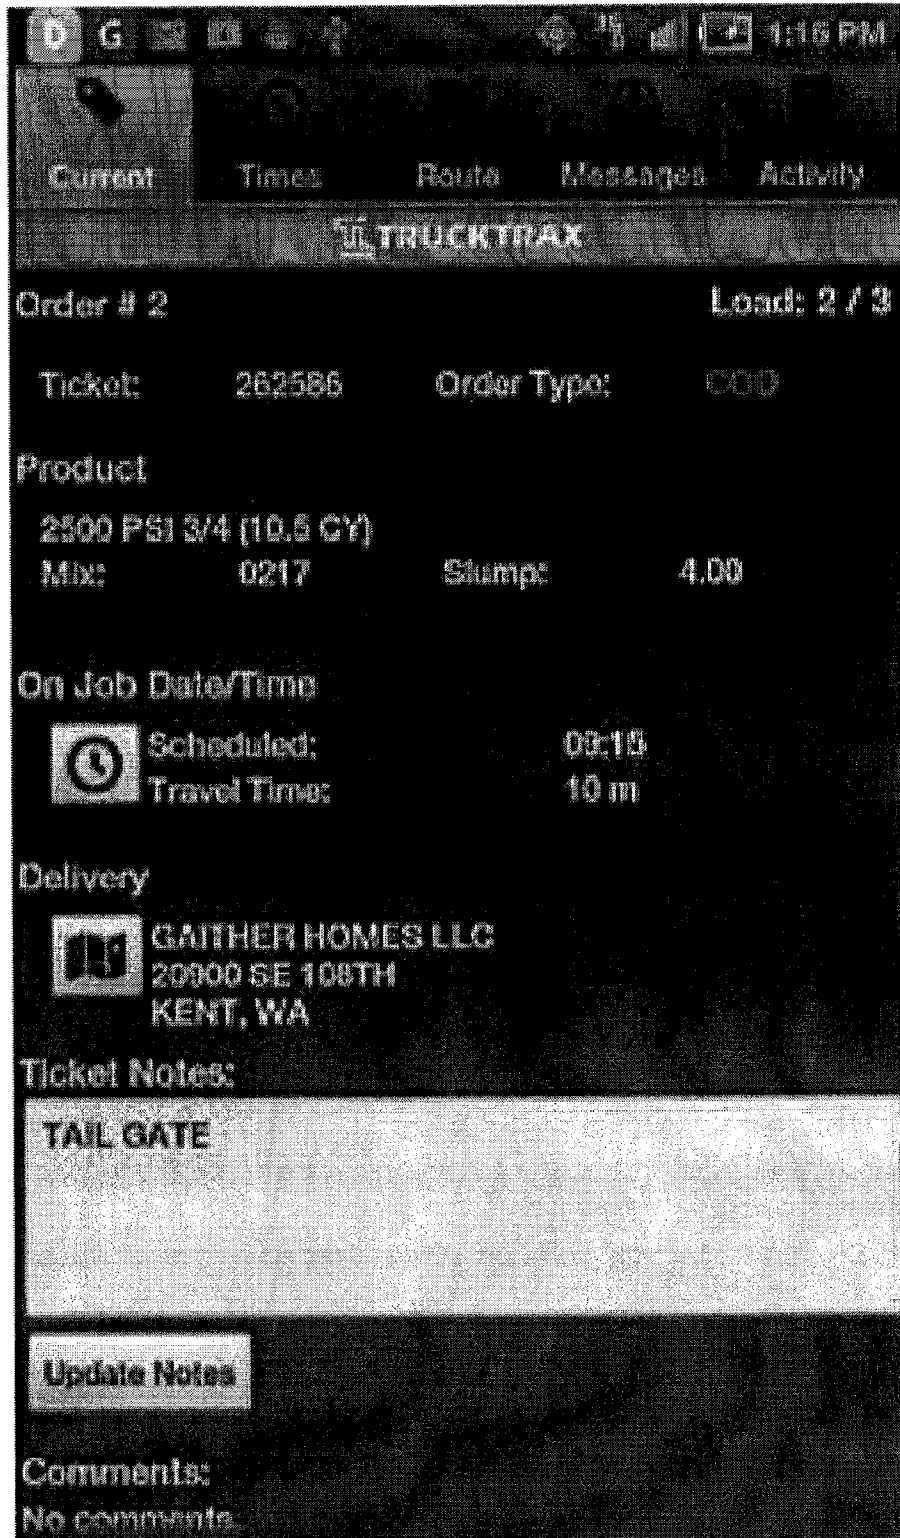 D G 1:16 PM
Current Times Route Messages Activity
TRUCKTRAX
Order # 2 Load: 2 / 3
Ticket: 262586 Order Type: COD
Product
2500 PSI 3/4 (10.5 CY)
Mix: 0217 Slump: 4.00
On Job Date/Time
Scheduled: 09:15
Travel Time: 10 m
Delivery
GAITHER HOMES LLC
20900 SE 108TH
KENT, WA
Ticket Notes:
TAIL GATE
Update Notes
Comments:
No comments